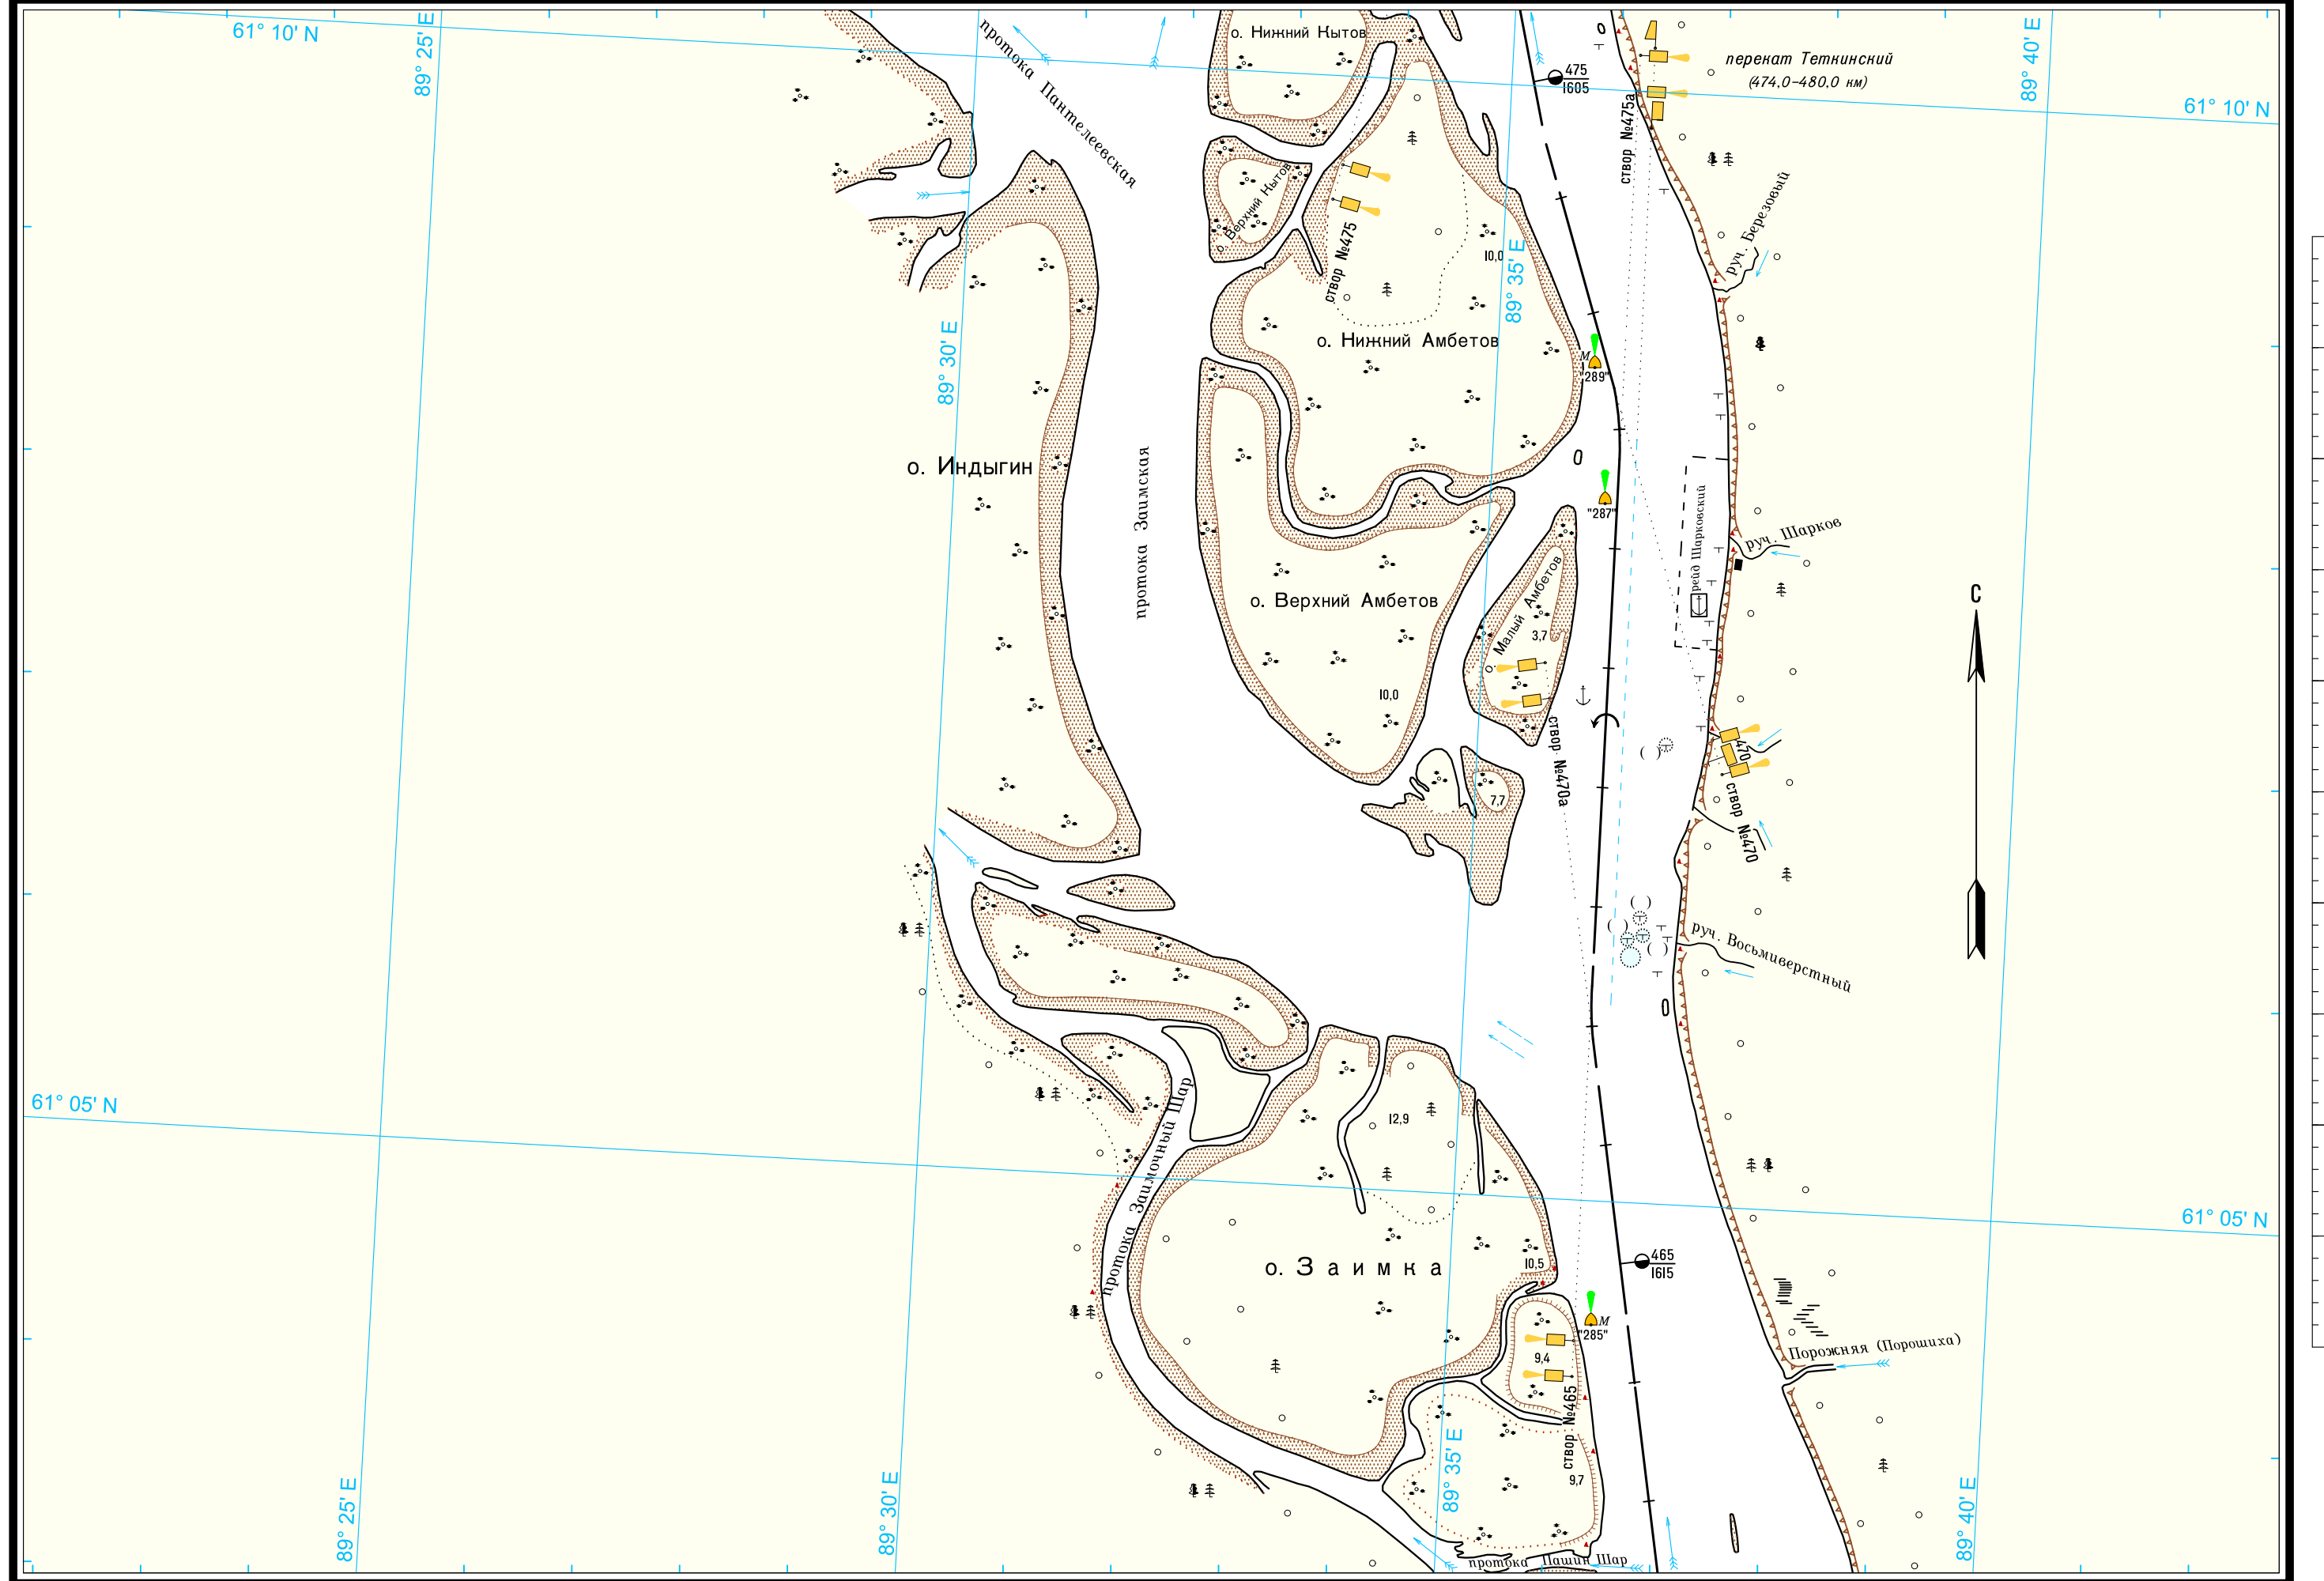 61° 10' N
89° 25' E
протока Пантелеевская
о. Нижний Кытов
475
1605
створ №475а
перекат Теткинский
(474,0-480,0 км)
89° 40' E
61° 10' N
о. Верхний Кытов
створ №475
10,0
89° 35' E
руч. Березовый
89° 30' E
о. Нижний Амбетов
М
"289"
о. Индыгин
протока Заимская
"287"
рейд Шарковский
руч. Шарков
о. Верхний Амбетов
о. Малый Амбетов
3,7
С
10,0
створ №470а
470
створ №470
7,7
руч. Восьмиверстный
61° 05' N
протока Заимочный Шар
12,9
61° 05' N
о. Заимка
10,5
465
1615
М
"285"
9,4
Порожняя (Порошиха)
створ №465
9,7
89° 25' E
89° 30' E
89° 35' E
89° 40' E
протока Пашин Шар